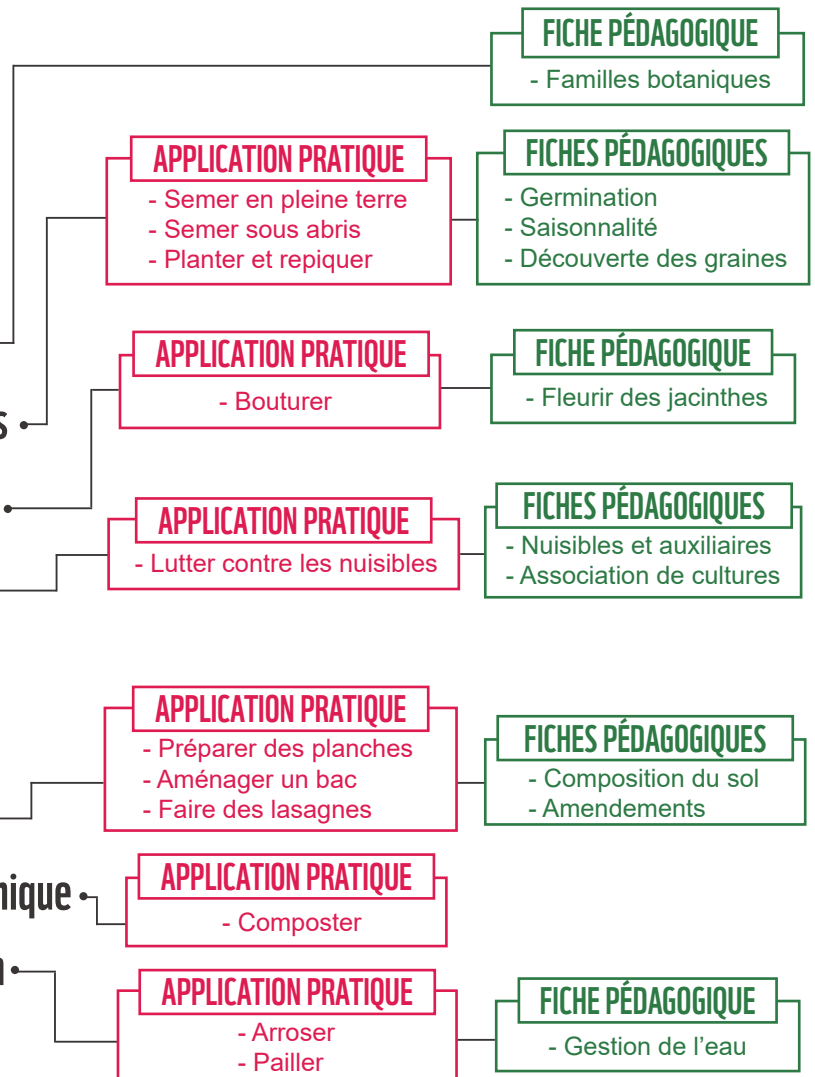 FICHE PÉDAGOGIQUE
- Familles botaniques
APPLICATION PRATIQUE
- Semer en pleine terre
- Semer sous abris
- Planter et repiquer
FICHES PÉDAGOGIQUES
- Germination
- Saisonnalité
- Découverte des graines
APPLICATION PRATIQUE
- Bouturer
FICHE PÉDAGOGIQUE
- Fleurir des jacinthes
s
APPLICATION PRATIQUE
- Lutter contre les nuisibles
FICHES PÉDAGOGIQUES
- Nuisibles et auxiliaires
- Association de cultures
APPLICATION PRATIQUE
- Préparer des planches
- Aménager un bac
- Faire des lasagnes
FICHES PÉDAGOGIQUES
- Composition du sol
- Amendements
nique
APPLICATION PRATIQUE
- Composter
APPLICATION PRATIQUE
- Arroser
- Pailler
FICHE PÉDAGOGIQUE
- Gestion de l'eau